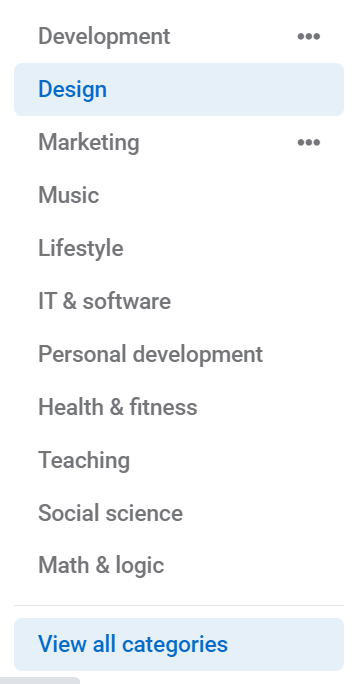 Development •••
Design
Marketing •••
Music
Lifestyle
IT & software
Personal development
Health & fitness
Teaching
Social science
Math & logic
View all categories